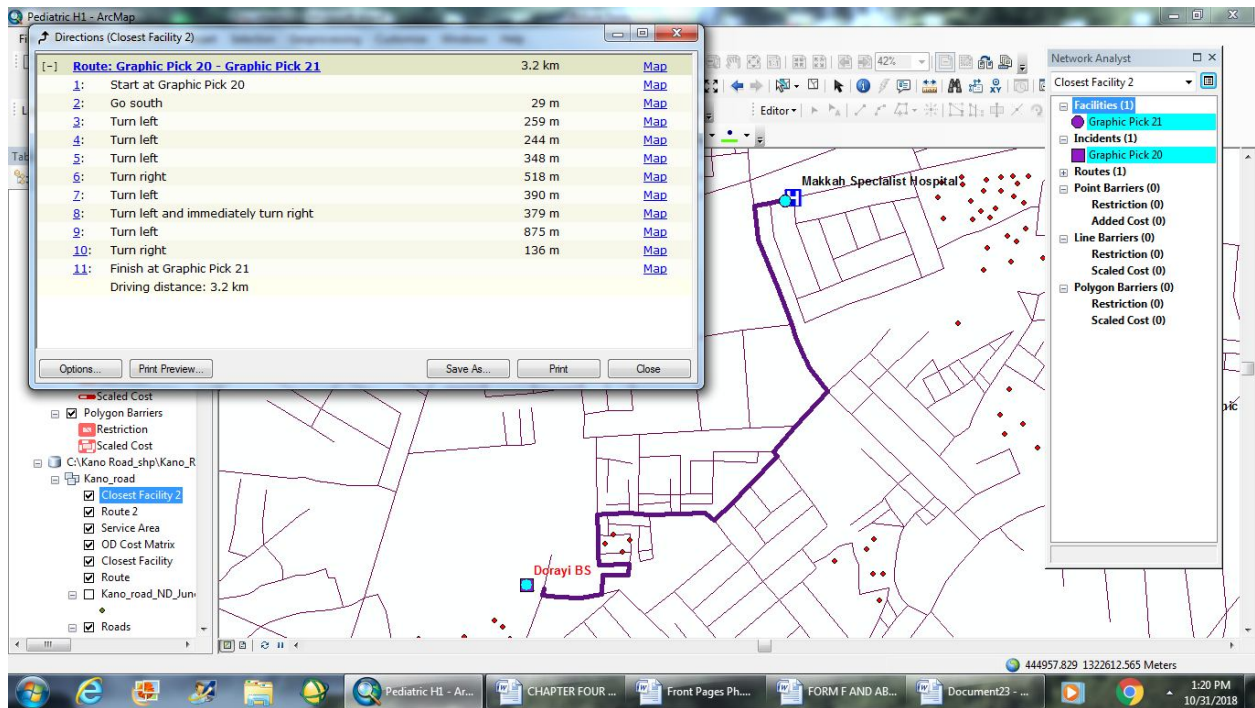 Pediatric H1 - ArcMap
Directions (Closest Facility 2)
[-] Route: Graphic Pick 20 - Graphic Pick 21 3.2 km Map
1: Start at Graphic Pick 20 Map
2: Go south 29 m Map
3: Turn left 259 m Map
4: Turn left 244 m Map
5: Turn left 348 m Map
6: Turn right 518 m Map
7: Turn left 390 m Map
8: Turn left and immediately turn right 379 m Map
9: Turn left 875 m Map
10: Turn right 136 m Map
11: Finish at Graphic Pick 21 Map
Driving distance: 3.2 km
Options... Print Preview... Save As... Print Close
42%
Editor
Network Analyst
Closest Facility 2
Facilities (1)
Graphic Pick 21
Incidents (1)
Graphic Pick 20
Routes (1)
Point Barriers (0)
Restriction (0)
Added Cost (0)
Line Barriers (0)
Restriction (0)
Scaled Cost (0)
Polygon Barriers (0)
Restriction (0)
Scaled Cost (0)
Makkah Specialist Hospital
H
Dorayi BS
Scaled Cost
Polygon Barriers
Restriction
Scaled Cost
C:\Kano Road_shp\Kano_R
Kano_road
Closest Facility 2
Route 2
Service Area
OD Cost Matrix
Closest Facility
Route
Kano_road_ND_Jun
Roads
444957.829 1322612.565 Meters
Pediatric H1 - Ar...
CHAPTER FOUR ...
Front Pages Ph....
FORM F AND AB...
Document23 - ...
1:20 PM
10/31/2018